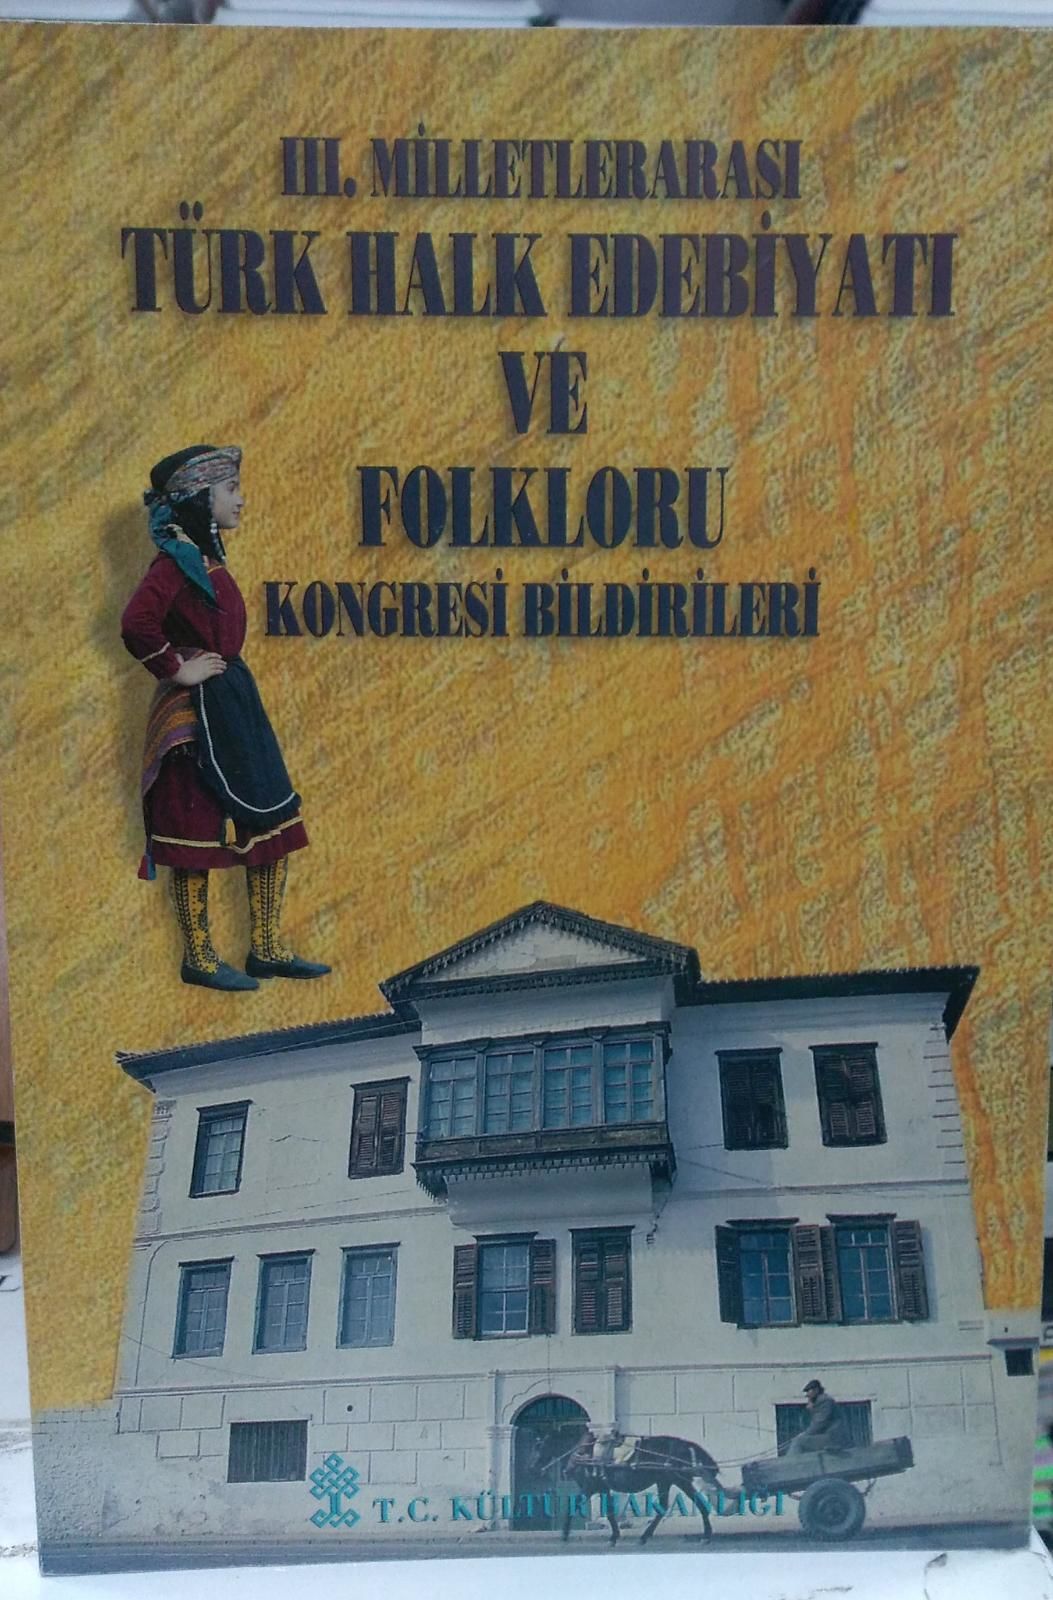 III. MİLLETLERARASI
TÜRK HALK EDEBİYATI
VE
FOLKLORU
KONGRESİ BİLDİRİLERİ
T.C. KÜLTÜR BAKANLIĞI